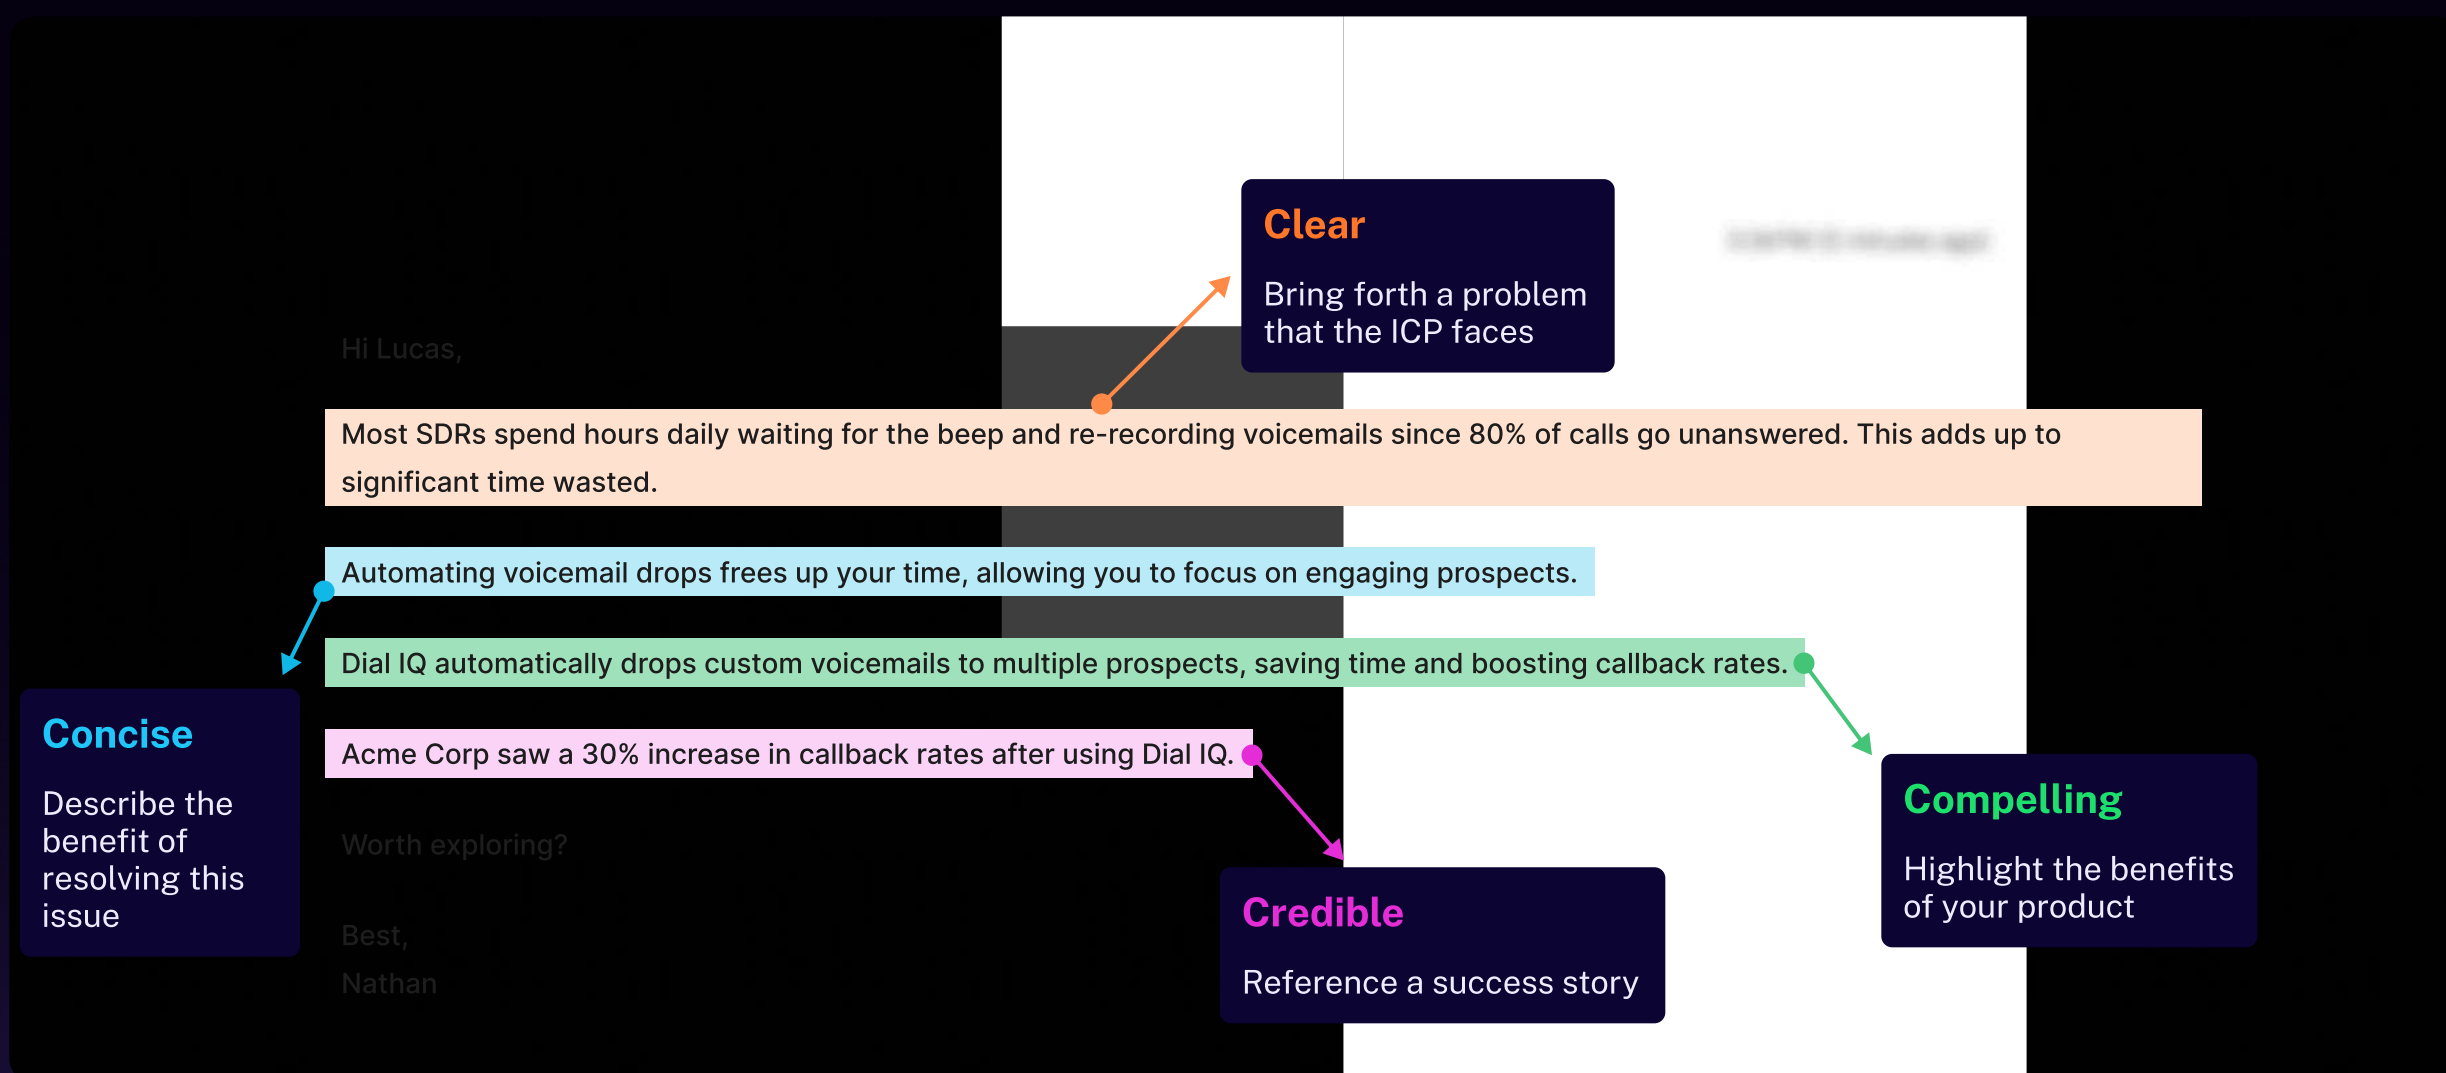 Clear
Bring forth a problem
that the ICP faces
Hi Lucas,
Most SDRs spend hours daily waiting for the beep and re-recording voicemails since 80% of calls go unanswered. This adds up to
significant time wasted.
Automating voicemail drops frees up your time, allowing you to focus on engaging prospects.
Dial IQ automatically drops custom voicemails to multiple prospects, saving time and boosting callback rates.
Concise
Describe the
benefit of
resolving this
issue
Acme Corp saw a 30% increase in callback rates after using Dial IQ.
Compelling
Highlight the benefits
of your product
Worth exploring?
Credible
Reference a success story
Best,
Nathan